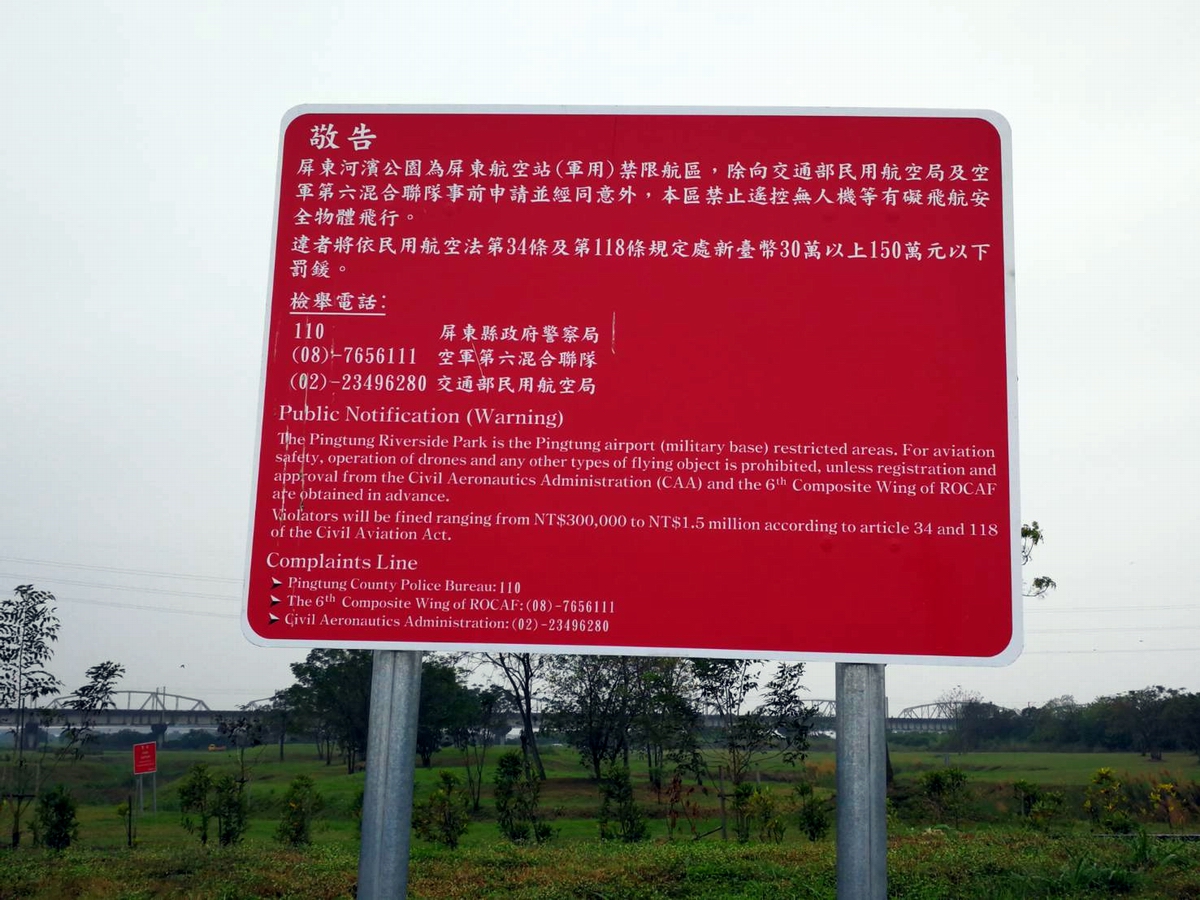 敬告
屏東河濱公園為屏東航空站(軍用)禁限航區，除向交通部民用航空局及空
軍第六混合聯隊事前申請並經同意外，本區禁止遙控無人機等有礙飛航安
全物體飛行。
違者將依民用航空法第34條及第118條規定處新臺幣30萬以上150萬元以下
罰鍰。
檢舉電話:
110 屏東縣政府警察局
(08)-7656111 空軍第六混合聯隊
(02)-23496280 交通部民用航空局
Public Notification (Warning)
The Pingtung Riverside Park is the Pingtung airport (military base) restricted areas. For aviation
safety, operation of drones and any other types of flying object is prohibited, unless registration and
approval from the Civil Aeronautics Administration (CAA) and the 6th Composite Wing of ROCAF
are obtained in advance.
Violators will be fined ranging from NT$300,000 to NT$1.5 million according to article 34 and 118
of the Civil Aviation Act.
Complaints Line
➢ Pingtung County Police Bureau: 110
➢ The 6th Composite Wing of ROCAF: (08)-7656111
➢ Civil Aeronautics Administration: (02)-23496280